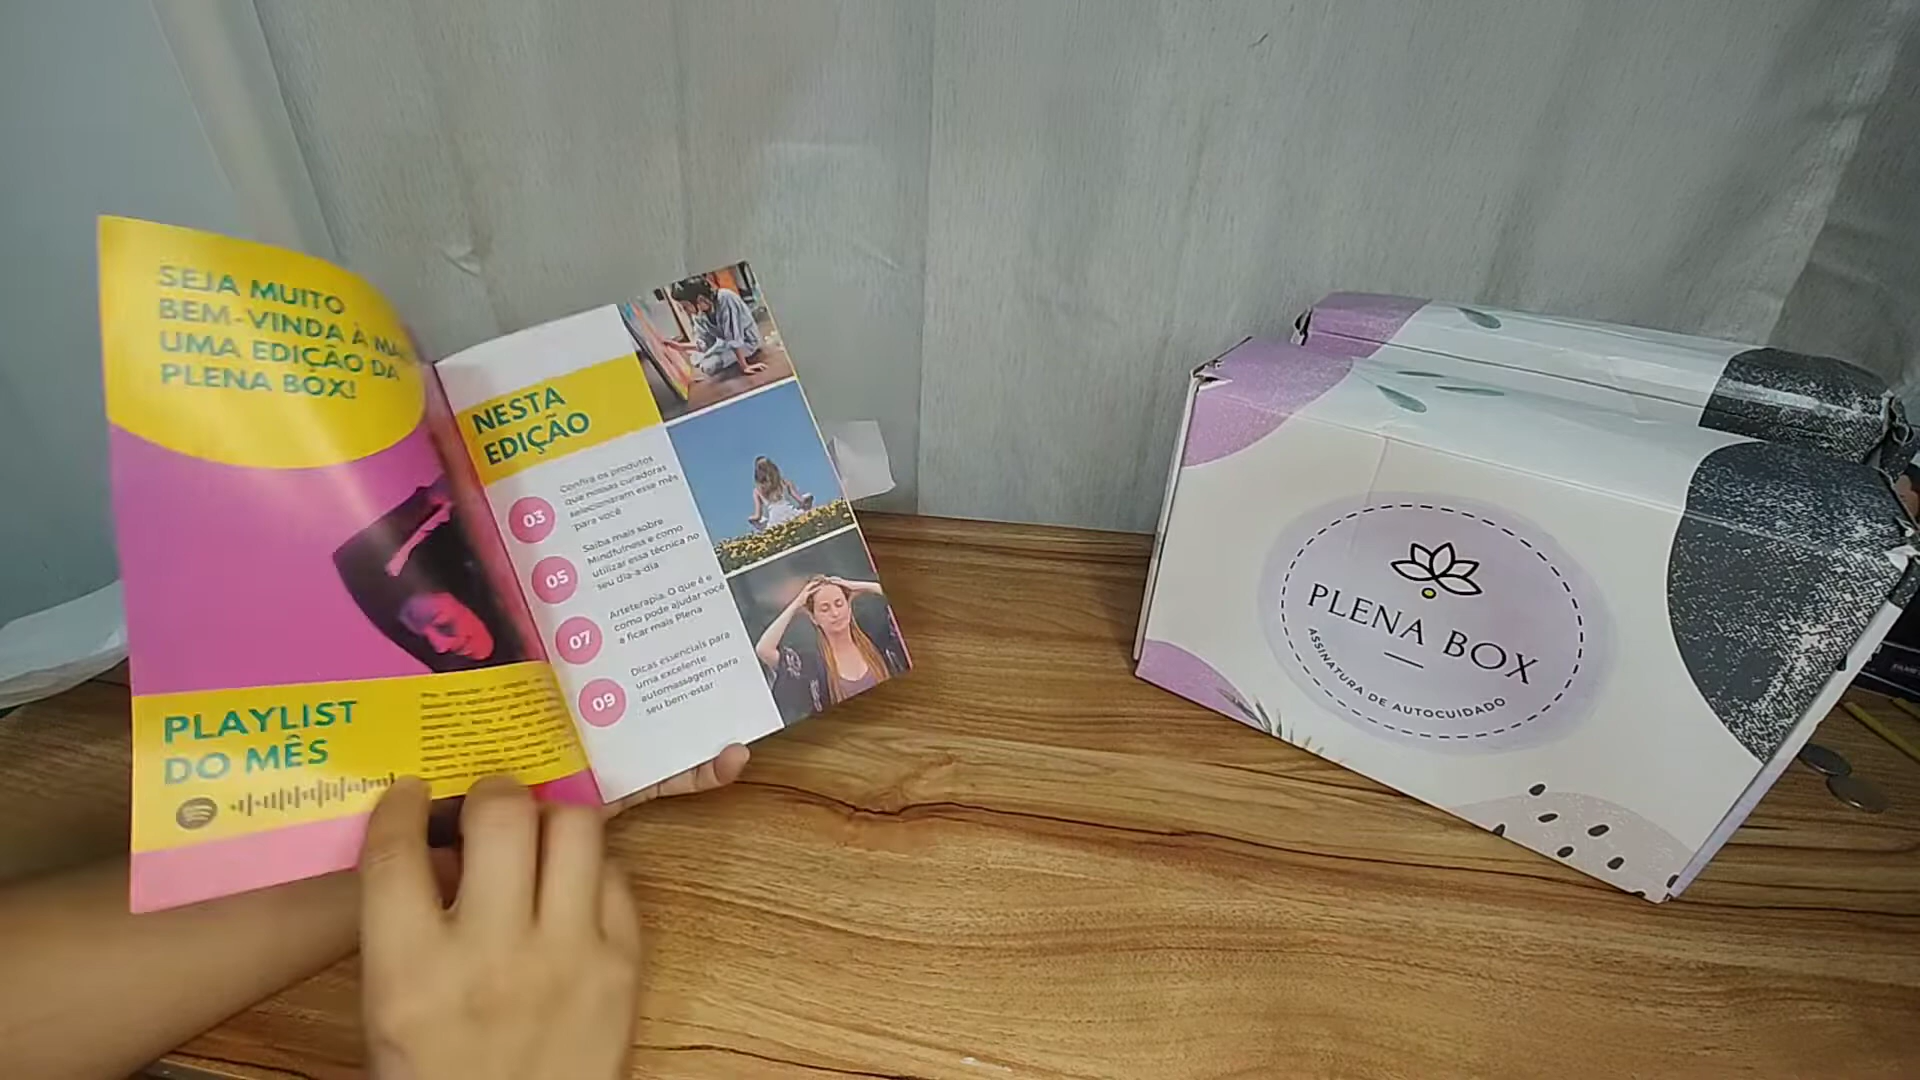 SEJA MUITO
BEM-VINDA À MAIS
UMA EDIÇÃO DA
PLENA BOX!
PLAYLIST
DO MÊS
NESTA
EDIÇÃO
03
Confira os produtos
que nossas curadoras
selecionaram esse mês
para você
05
Saiba mais sobre
Mindfulness e como
utilizar essa técnica no
seu dia-a-dia
07
Arteterapia. O que é e
como pode ajudar você
a ficar mais Plena
09
Dicas essenciais para
uma excelente
automassagem para
seu bem-estar
PLENA BOX
ASSINATURA DE AUTOCUIDADO